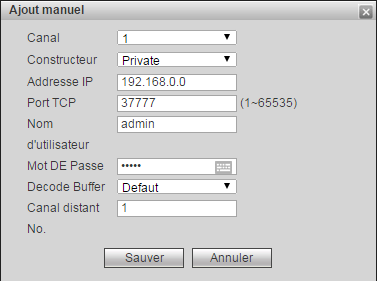 Ajout manuel
Canal 1
Constructeur Private
Addresse IP 192.168.0.0
Port TCP 37777 (1~65535)
Nom admin
d'utilisateur
Mot DE Passe •••••
Decode Buffer Defaut
Canal distant 1
No.
Sauver Annuler